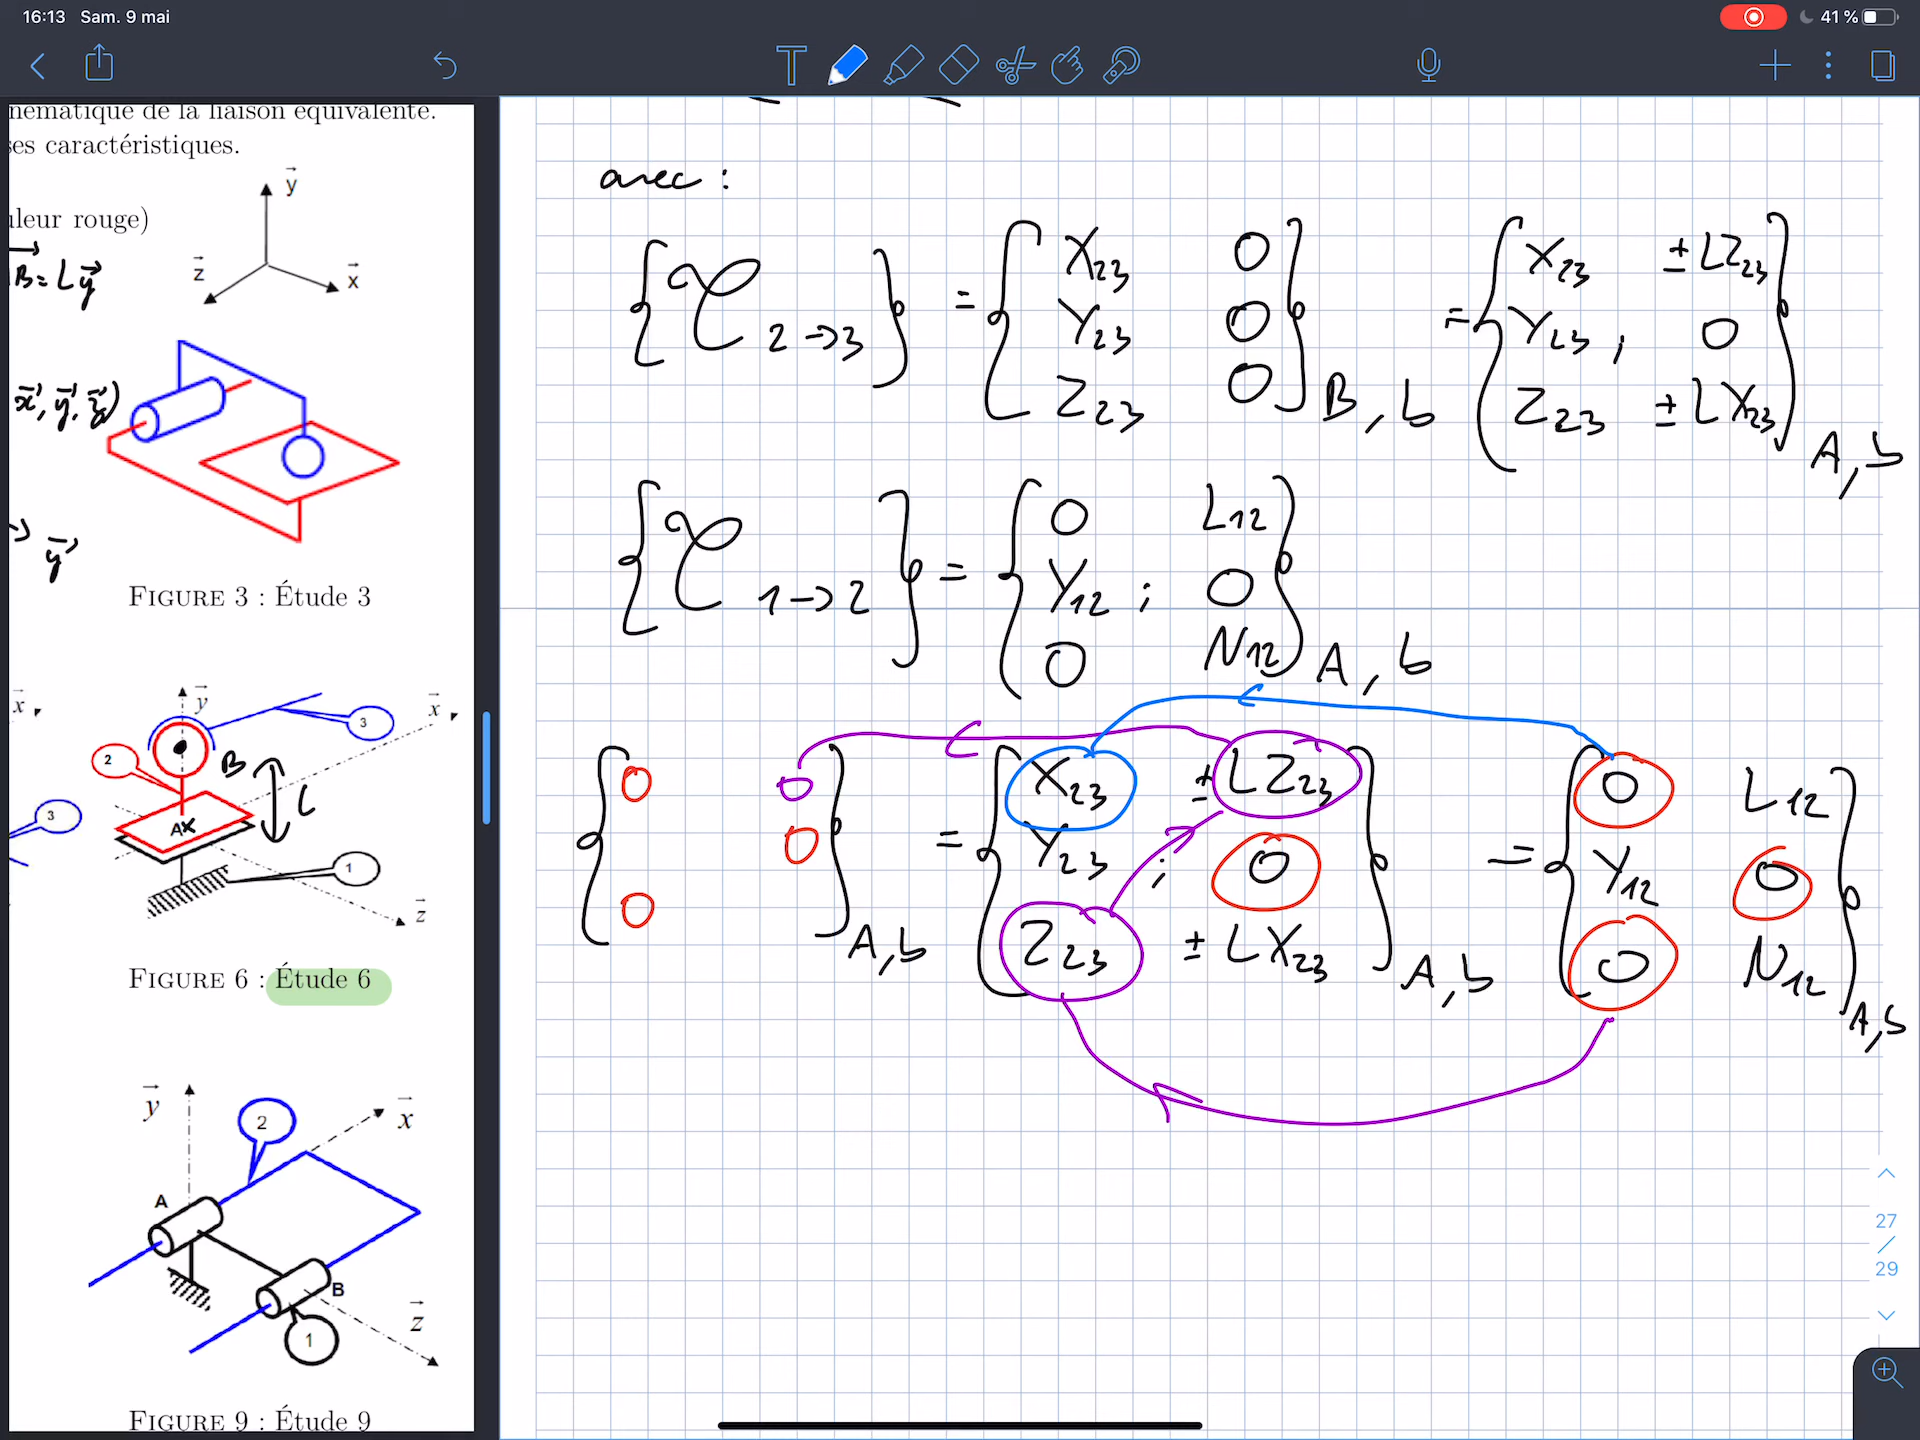 16:13 Sam. 9 mai
41 %
nématique de la liaison équivalente.
ses caractéristiques.
uleur rouge)
B = L y
y
z
x
x', y', z')
y'
FIGURE 3 : Étude 3
x
y
x
3
2
B
L
3
A
1
z
FIGURE 6 : Étude 6
y
2
x
A
B
z
1
FIGURE 9 : Étude 9
avec :
{ C 2→3 } = { X23 0 } = { X23 ± LZ23 }
Y23 0 Y23 ; 0
Z23 0 B, b Z23 ± LX23 A, b
{ C 1→2 } = { 0 L12 }
Y12 ; 0
0 N12 A, b
{ 0 0 } = { X23 ± LZ23 } = { 0 L12 }
0 Y23 ; 0 Y12 0
0 A, b Z23 ± LX23 A, b 0 N12 A, b
27
/
29